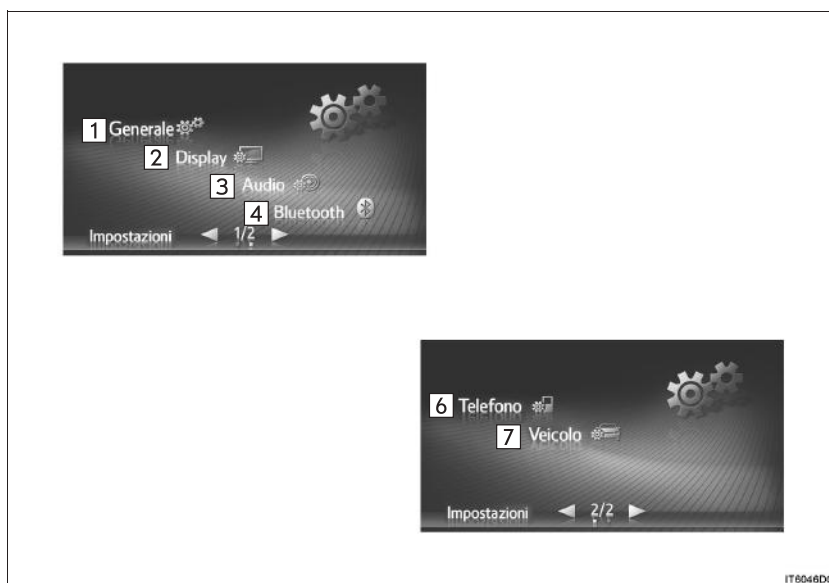 1 Generale
2 Display
3 Audio
4 Bluetooth
Impostazioni 1/2
6 Telefono
7 Veicolo
Impostazioni 2/2